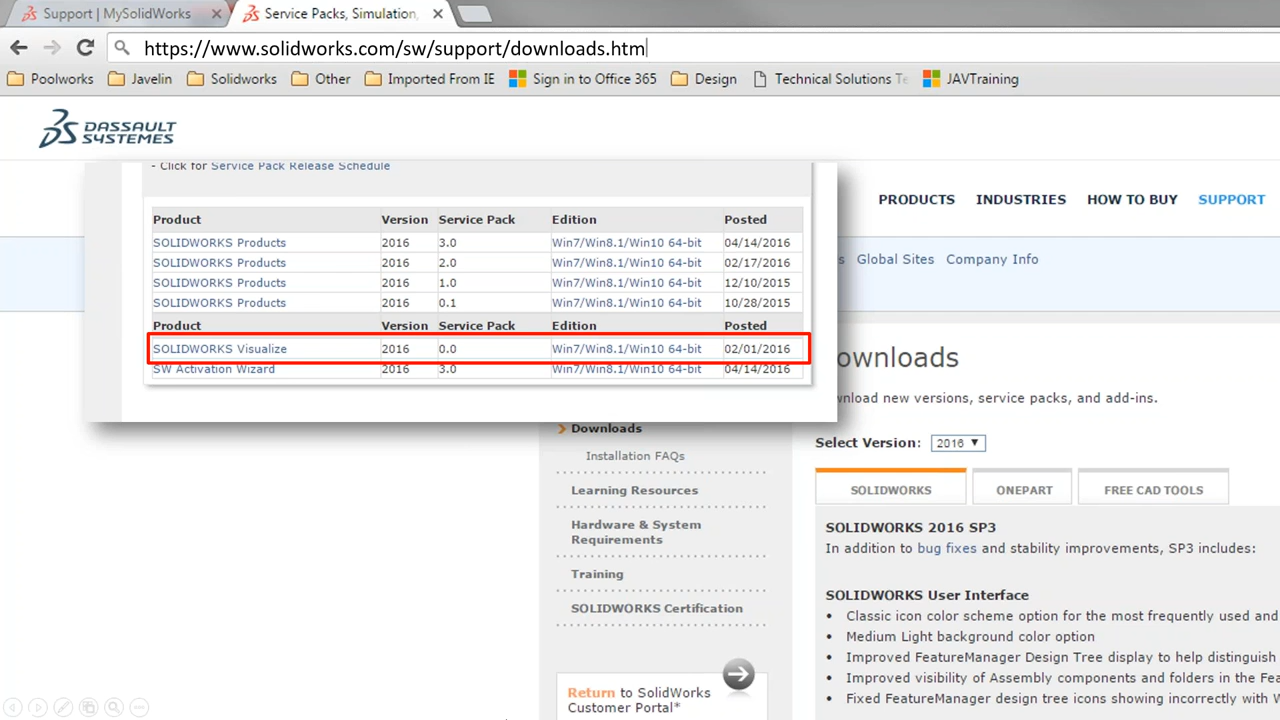 Support | MySolidWorks
Service Packs, Simulation,
https://www.solidworks.com/sw/support/downloads.htm
Poolworks Javelin Solidworks Other Imported From IE Sign in to Office 365 Design Technical Solutions JAVTraining
DASSAULT
SYSTEMES
PRODUCTS INDUSTRIES HOW TO BUY SUPPORT
Global Sites Company Info
- Click for Service Pack Release Schedule
Product Version Service Pack Edition Posted
SOLIDWORKS Products 2016 3.0 Win7/Win8.1/Win10 64-bit 04/14/2016
SOLIDWORKS Products 2016 2.0 Win7/Win8.1/Win10 64-bit 02/17/2016
SOLIDWORKS Products 2016 1.0 Win7/Win8.1/Win10 64-bit 12/10/2015
SOLIDWORKS Products 2016 0.1 Win7/Win8.1/Win10 64-bit 10/28/2015
Product Version Service Pack Edition Posted
SOLIDWORKS Visualize 2016 0.0 Win7/Win8.1/Win10 64-bit 02/01/2016
SW Activation Wizard 2016 3.0 Win7/Win8.1/Win10 64-bit 04/14/2016
Downloads
Installation FAQs
Learning Resources
Hardware & System
Requirements
Training
SOLIDWORKS Certification
Return to SolidWorks
Customer Portal*
ownloads
wnload new versions, service packs, and add-ins.
Select Version: 2016
SOLIDWORKS ONEPART FREE CAD TOOLS
SOLIDWORKS 2016 SP3
In addition to bug fixes and stability improvements, SP3 includes:
SOLIDWORKS User Interface
• Classic icon color scheme option for the most frequently used and
• Medium Light background color option
• Improved FeatureManager Design Tree display to help distinguish
• Improved visibility of Assembly components and folders in the Fea
• Fixed FeatureManager design tree icons showing incorrectly with W